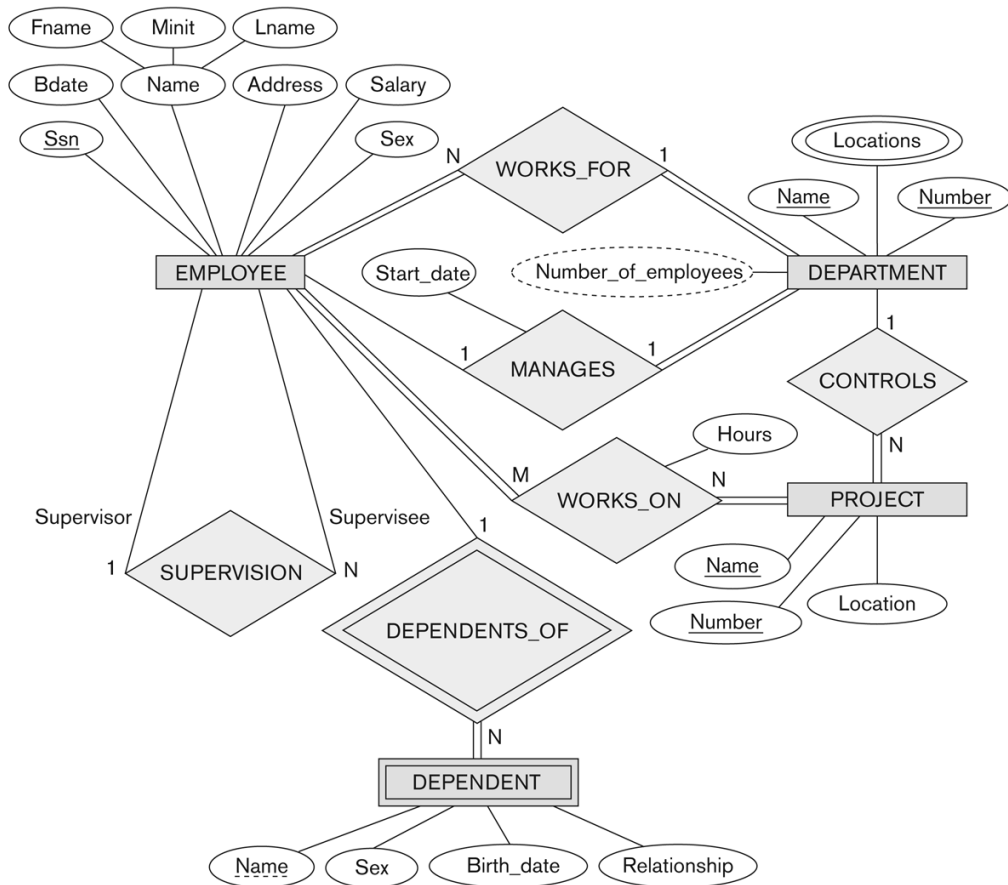 Fname
Minit
Lname
Bdate
Name
Address
Salary
Ssn
Sex
N
WORKS_FOR
1
Locations
Name
Number
EMPLOYEE
Start_date
Number_of_employees
DEPARTMENT
1
MANAGES
1
1
CONTROLS
N
Hours
M
WORKS_ON
N
PROJECT
Supervisor
Supervisee
1
1
SUPERVISION
N
Name
Number
Location
DEPENDENTS_OF
N
DEPENDENT
Name
Sex
Birth_date
Relationship